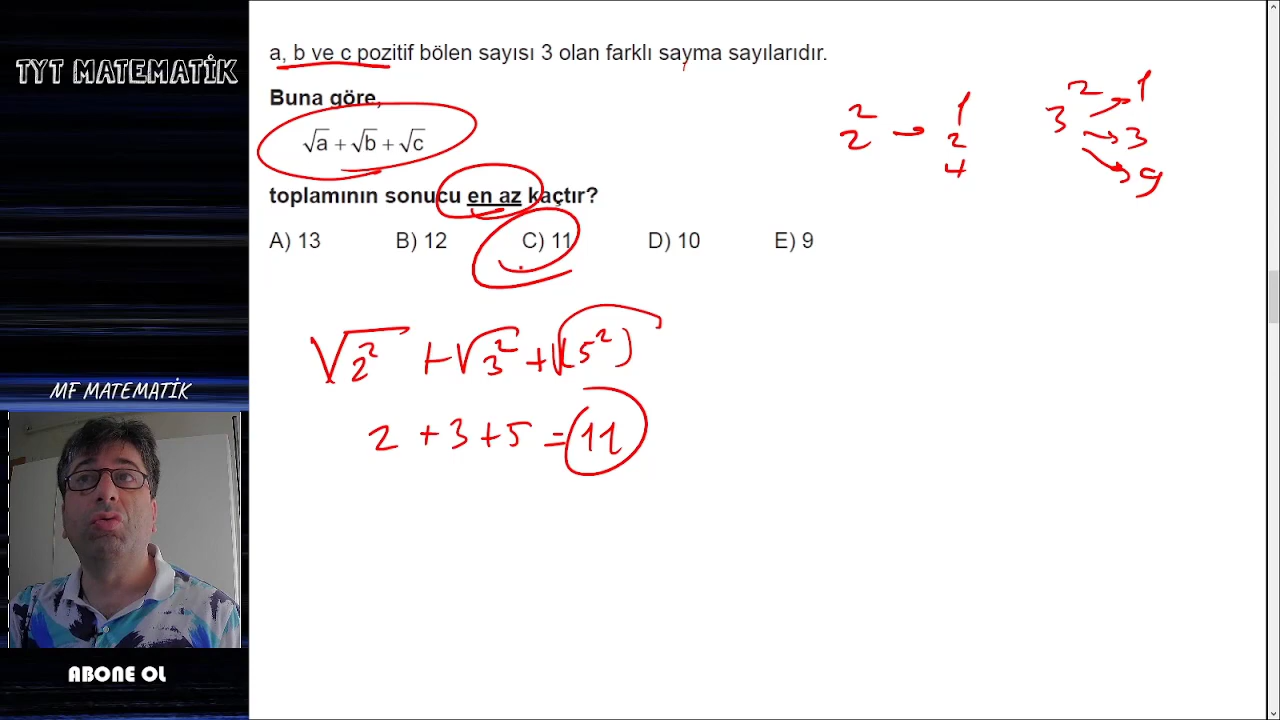 TYT MATEMATİK
a, b ve c pozitif bölen sayısı 3 olan farklı sayma sayılarıdır.
Buna göre,
√a + √b + √c
toplamının sonucu en az kaçtır?
A) 13 B) 12 C) 11 D) 10 E) 9
2² → 1 2 4
3² → 1 3 9
√2² + √3² + √(5²)
2 + 3 + 5 = 11
MF MATEMATİK
ABONE OL